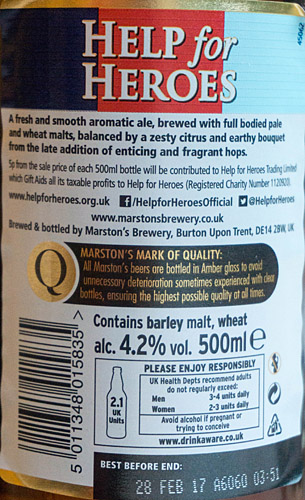 HELP for
HEROES
45062
A fresh and smooth aromatic ale, brewed with full bodied pale
and wheat malts, balanced by a zesty citrus and earthy bouquet
from the late addition of enticing and fragrant hops.
5p from the sale price of each 500ml bottle will be contributed to Help for Heroes Trading Limited
which Gift Aids all its taxable profits to Help for Heroes (Registered Charity Number 1120920).
www.helpforheroes.org.uk f/HelpforHeroesOfficial @HelpforHeroes
www.marstonsbrewery.co.uk
Brewed & bottled by Marston's Brewery, Burton Upon Trent, DE14 2BW, UK
Q
MARSTON'S MARK OF QUALITY:
All Marston's beers are bottled in Amber glass to avoid
unnecessary deterioration sometimes experienced with clear
bottles, ensuring the highest possible quality at all times.
Contains barley malt, wheat
alc. 4.2% vol. 500ml e
2.1
UK
Units
PLEASE ENJOY RESPONSIBLY
UK Health Depts recommend adults
do not regularly exceed:
Men 3-4 units daily
Women 2-3 units daily
Avoid alcohol if pregnant or
trying to conceive
www.drinkaware.co.uk
5 011348 015835 >
BEST BEFORE END:
28 FEB 17 A6060 03:51